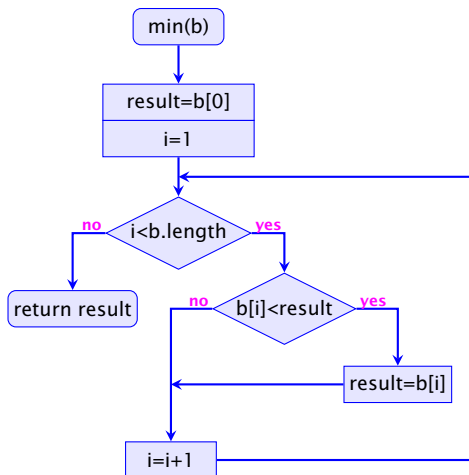 min(b)
result=b[0]
i=1
i<b.length
no
yes
return result
b[i]<result
no
yes
result=b[i]
i=i+1